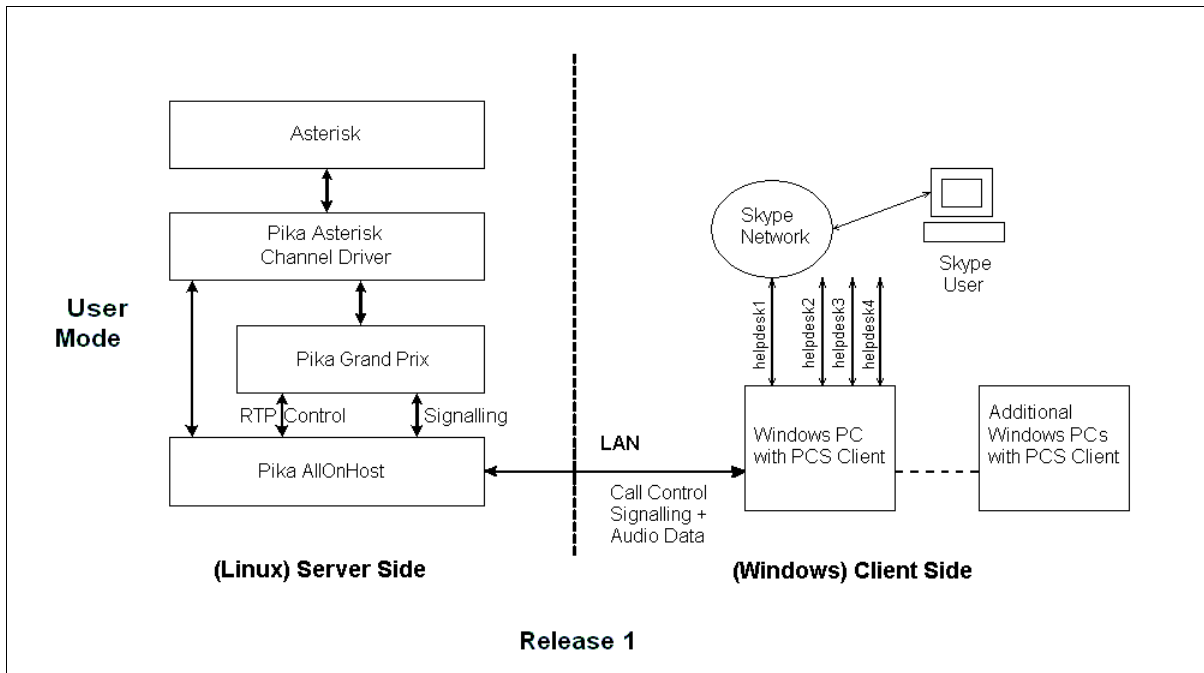 Asterisk
Pika Asterisk
Channel Driver
User
Mode
Pika Grand Prix
RTP Control
Signalling
Pika AllOnHost
(Linux) Server Side
LAN
Call Control
Signalling +
Audio Data
Skype
Network
Skype
User
helpdesk1
helpdesk2
helpdesk3
helpdesk4
Windows PC
with PCS Client
Additional
Windows PCs
with PCS Client
(Windows) Client Side
Release 1